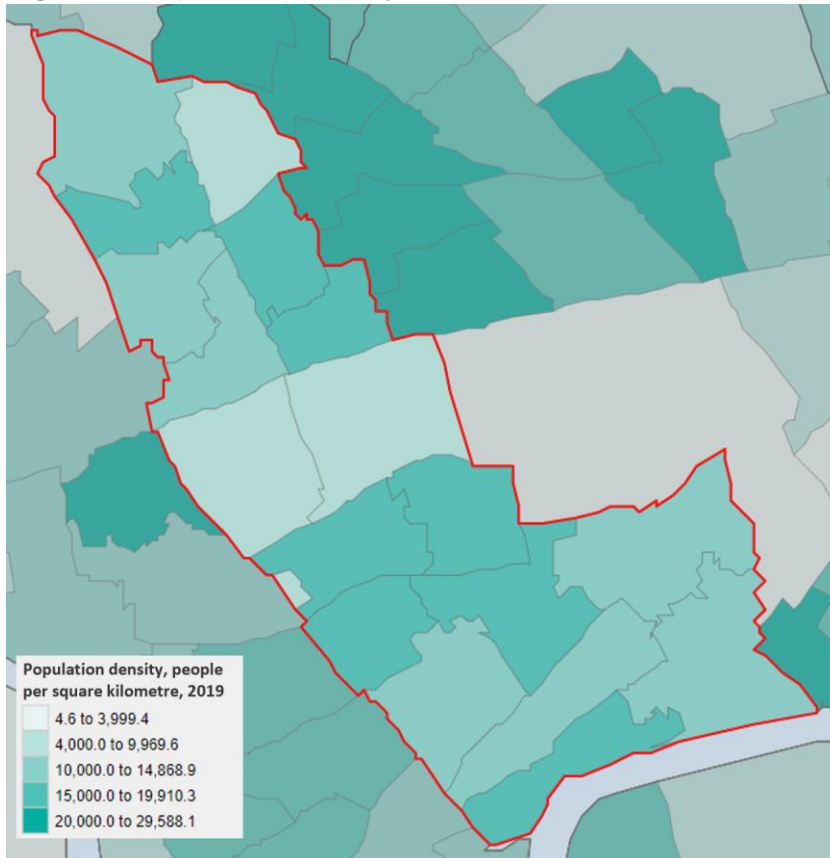 Population density, people
per square kilometre, 2019
4.6 to 3,999.4
4,000.0 to 9,969.6
10,000.0 to 14,868.9
15,000.0 to 19,910.3
20,000.0 to 29,588.1